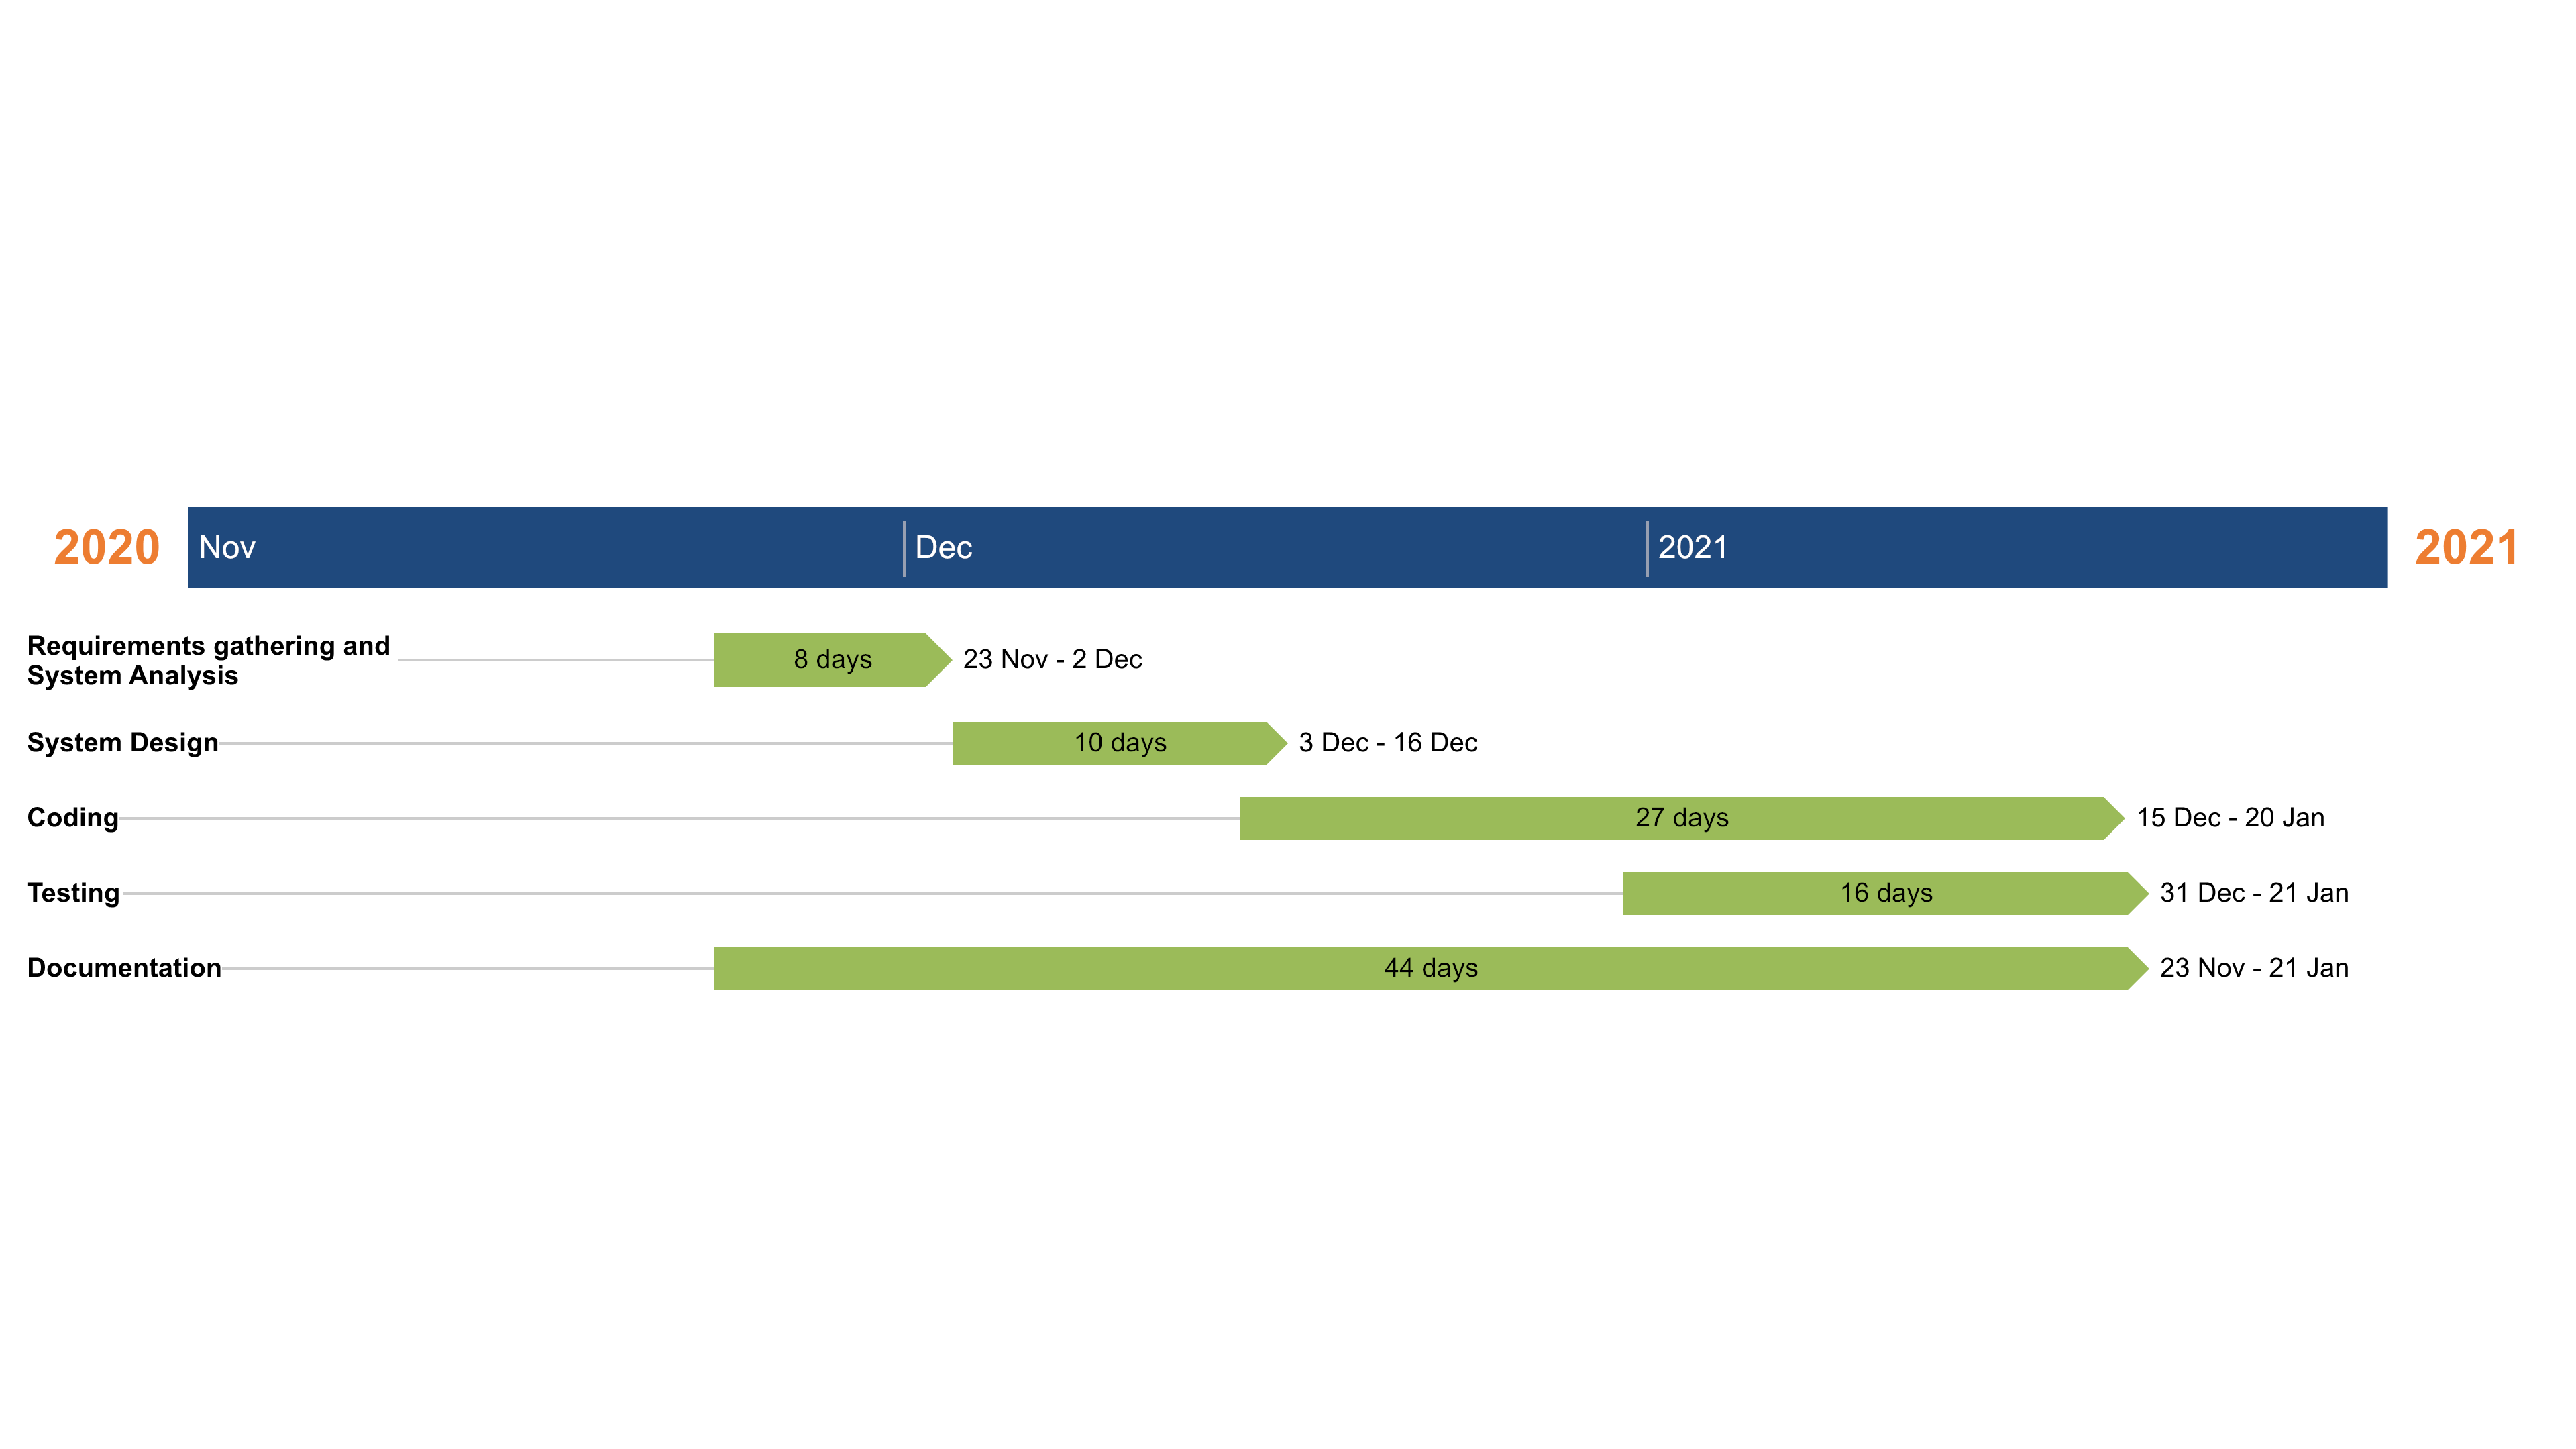 2020
Nov
Dec
2021
2021
Requirements gathering and
System Analysis
8 days
23 Nov - 2 Dec
System Design
10 days
3 Dec - 16 Dec
Coding
27 days
15 Dec - 20 Jan
Testing
16 days
31 Dec - 21 Jan
Documentation
44 days
23 Nov - 21 Jan